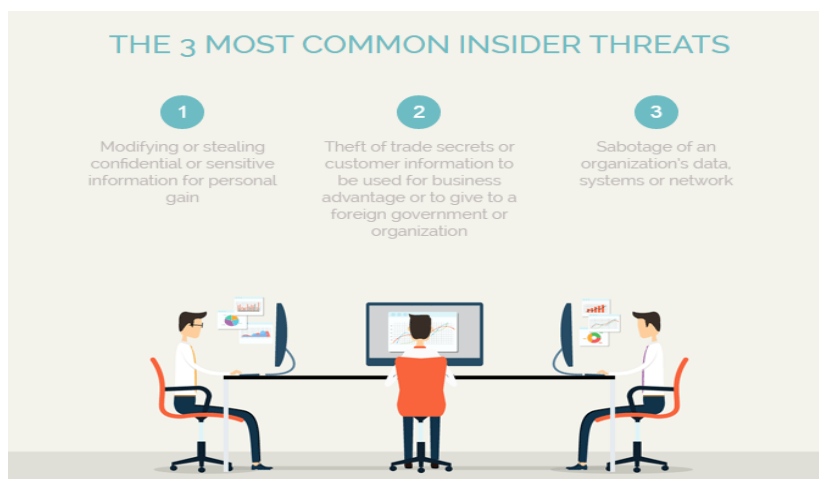 THE 3 MOST COMMON INSIDER THREATS
1
Modifying or stealing
confidential or sensitive
information for personal
gain
2
Theft of trade secrets or
customer information to
be used for business
advantage or to give to a
foreign government or
organization
3
Sabotage of an
organization's data,
systems or network